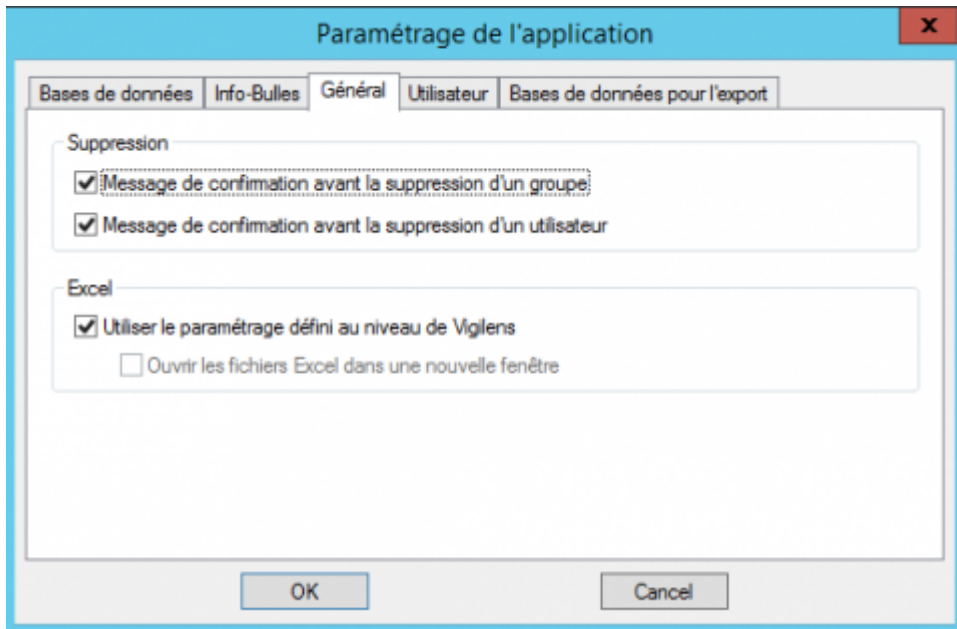 Paramétrage de l'application
x
Bases de données Info-Bulles Général Utilisateur Bases de données pour l'export
Suppression
Message de confirmation avant la suppression d'un groupe
Message de confirmation avant la suppression d'un utilisateur
Excel
Utiliser le paramétrage défini au niveau de Vigilens
Ouvrir les fichiers Excel dans une nouvelle fenêtre
OK Cancel